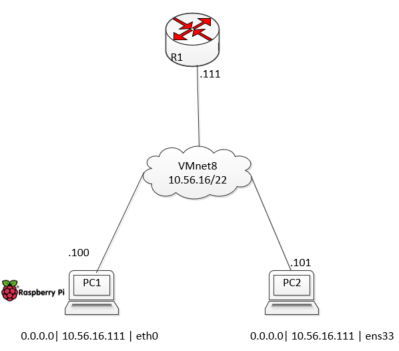 R1
.111
VMnet8
10.56.16/22
.100
.101
PC1
PC2
Raspberry Pi
0.0.0.0| 10.56.16.111 | eth0
0.0.0.0| 10.56.16.111 | ens33